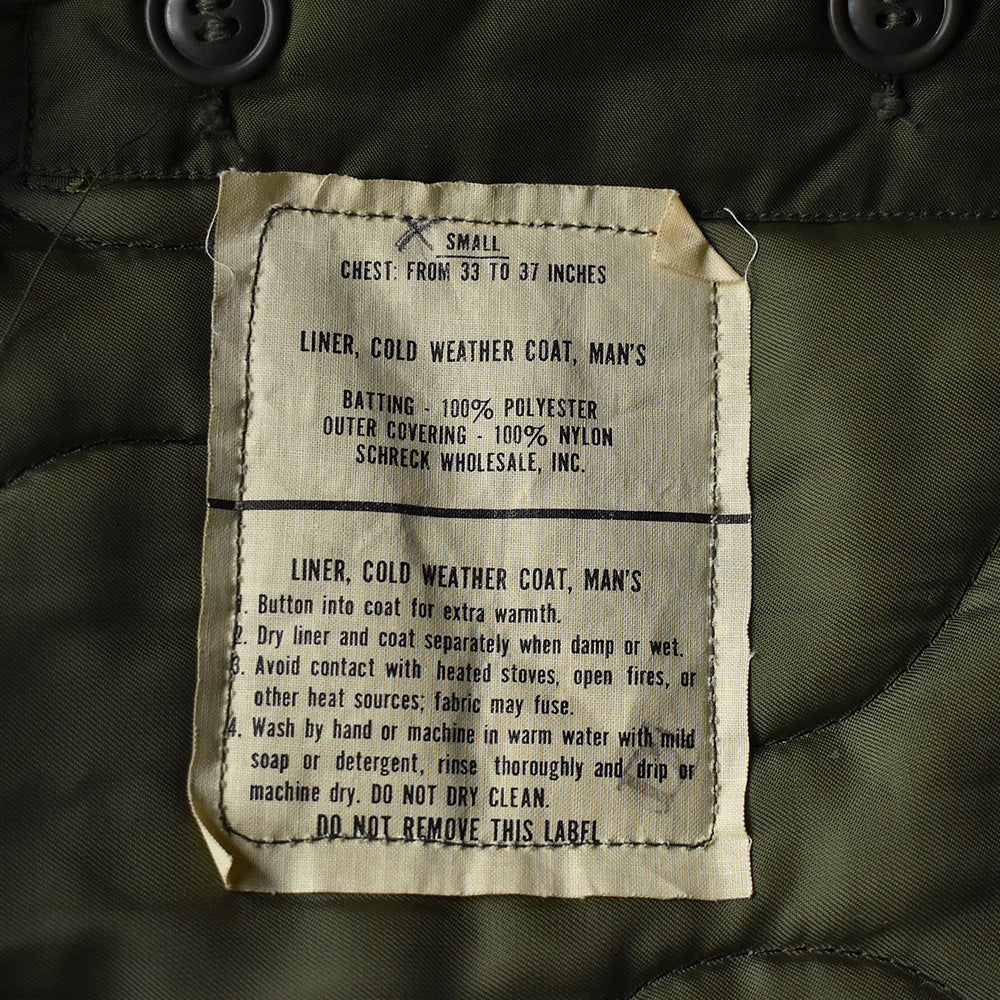 X SMALL
CHEST: FROM 33 TO 37 INCHES
LINER, COLD WEATHER COAT, MAN'S
BATTING - 100% POLYESTER
OUTER COVERING - 100% NYLON
SCHRECK WHOLESALE, INC.
LINER, COLD WEATHER COAT, MAN'S
1. Button into coat for extra warmth.
2. Dry liner and coat separately when damp or wet.
3. Avoid contact with heated stoves, open fires, or
other heat sources; fabric may fuse.
4. Wash by hand or machine in warm water with mild
soap or detergent, rinse thoroughly and drip or
machine dry. DO NOT DRY CLEAN.
DO NOT REMOVE THIS LABEL